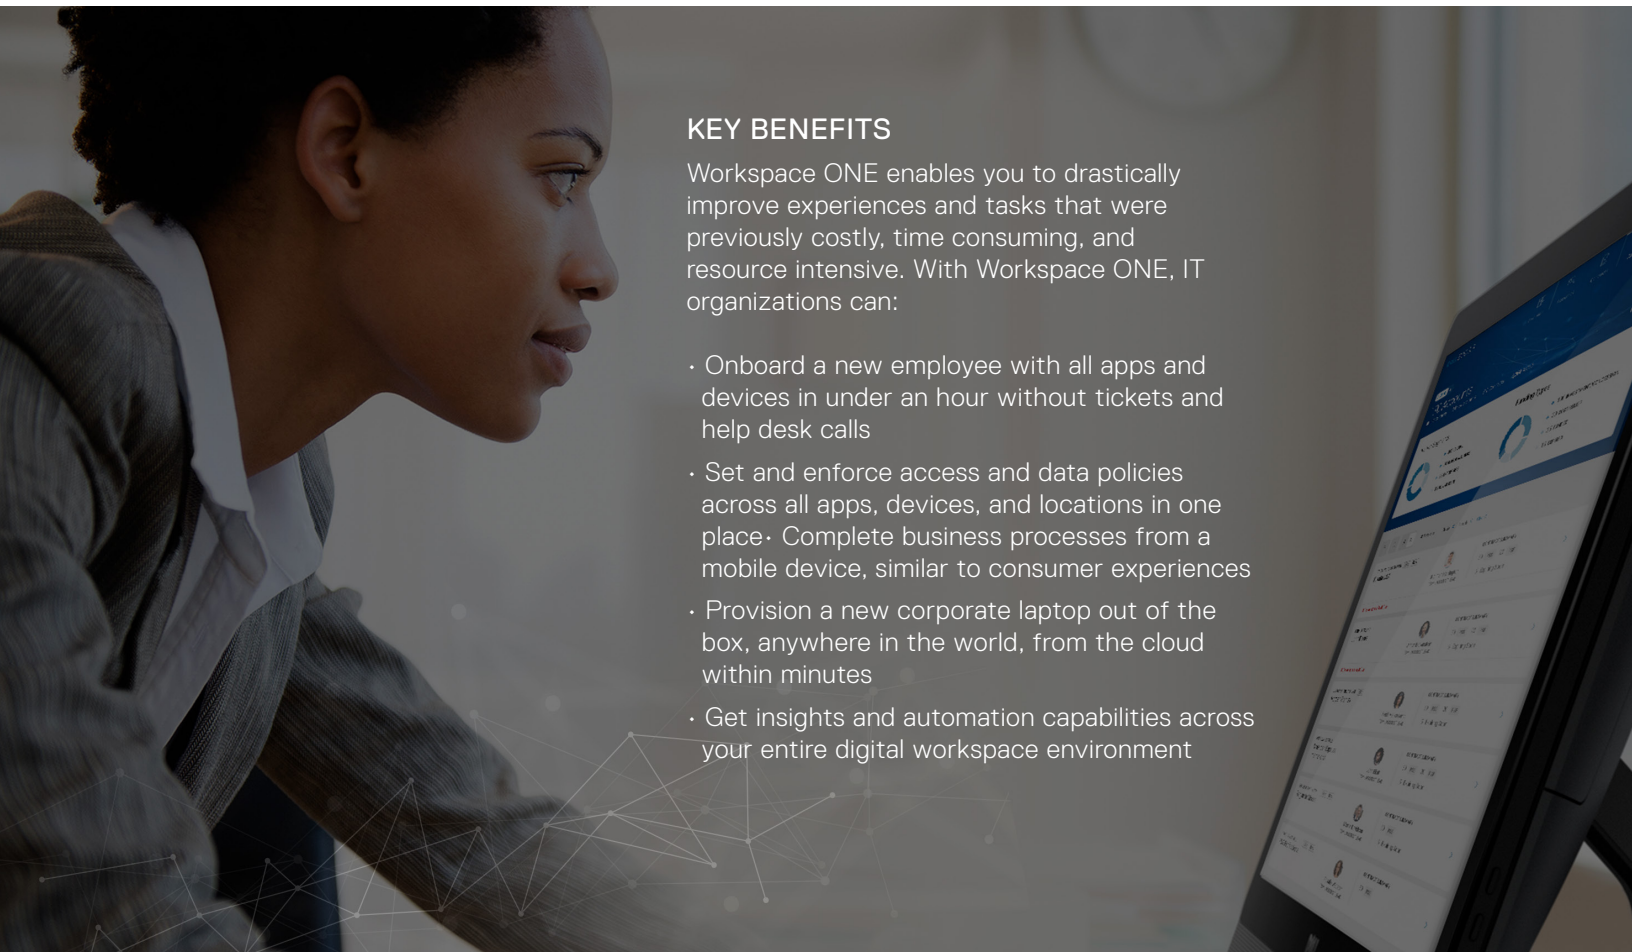 KEY BENEFITS
Workspace ONE enables you to drastically
improve experiences and tasks that were
previously costly, time consuming, and
resource intensive. With Workspace ONE, IT
organizations can:
• Onboard a new employee with all apps and
devices in under an hour without tickets and
help desk calls
• Set and enforce access and data policies
across all apps, devices, and locations in one
place• Complete business processes from a
mobile device, similar to consumer experiences
• Provision a new corporate laptop out of the
box, anywhere in the world, from the cloud
within minutes
• Get insights and automation capabilities across
your entire digital workspace environment